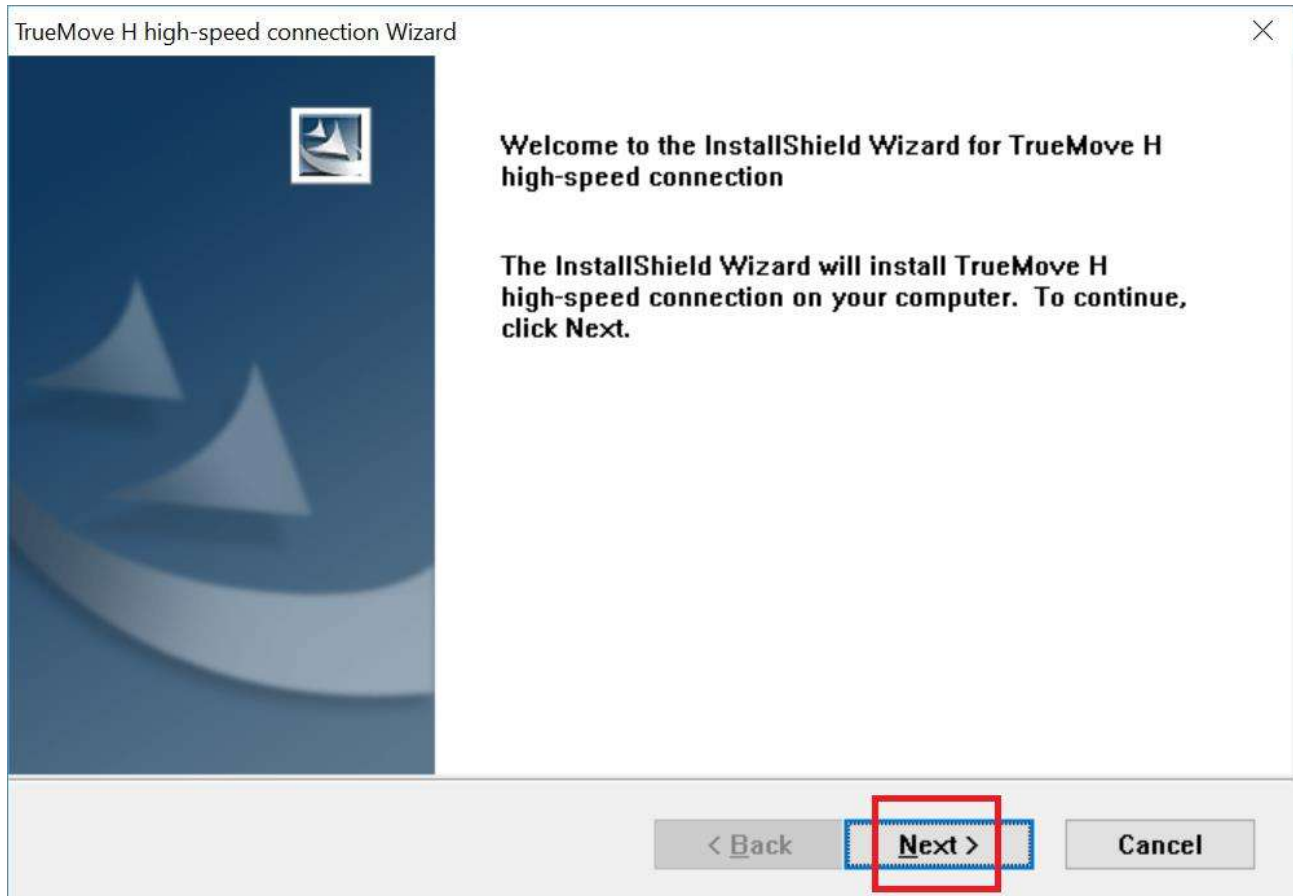 TrueMove H high-speed connection Wizard
Welcome to the InstallShield Wizard for TrueMove H
high-speed connection
The InstallShield Wizard will install TrueMove H
high-speed connection on your computer. To continue,
click Next.
< Back
Next >
Cancel